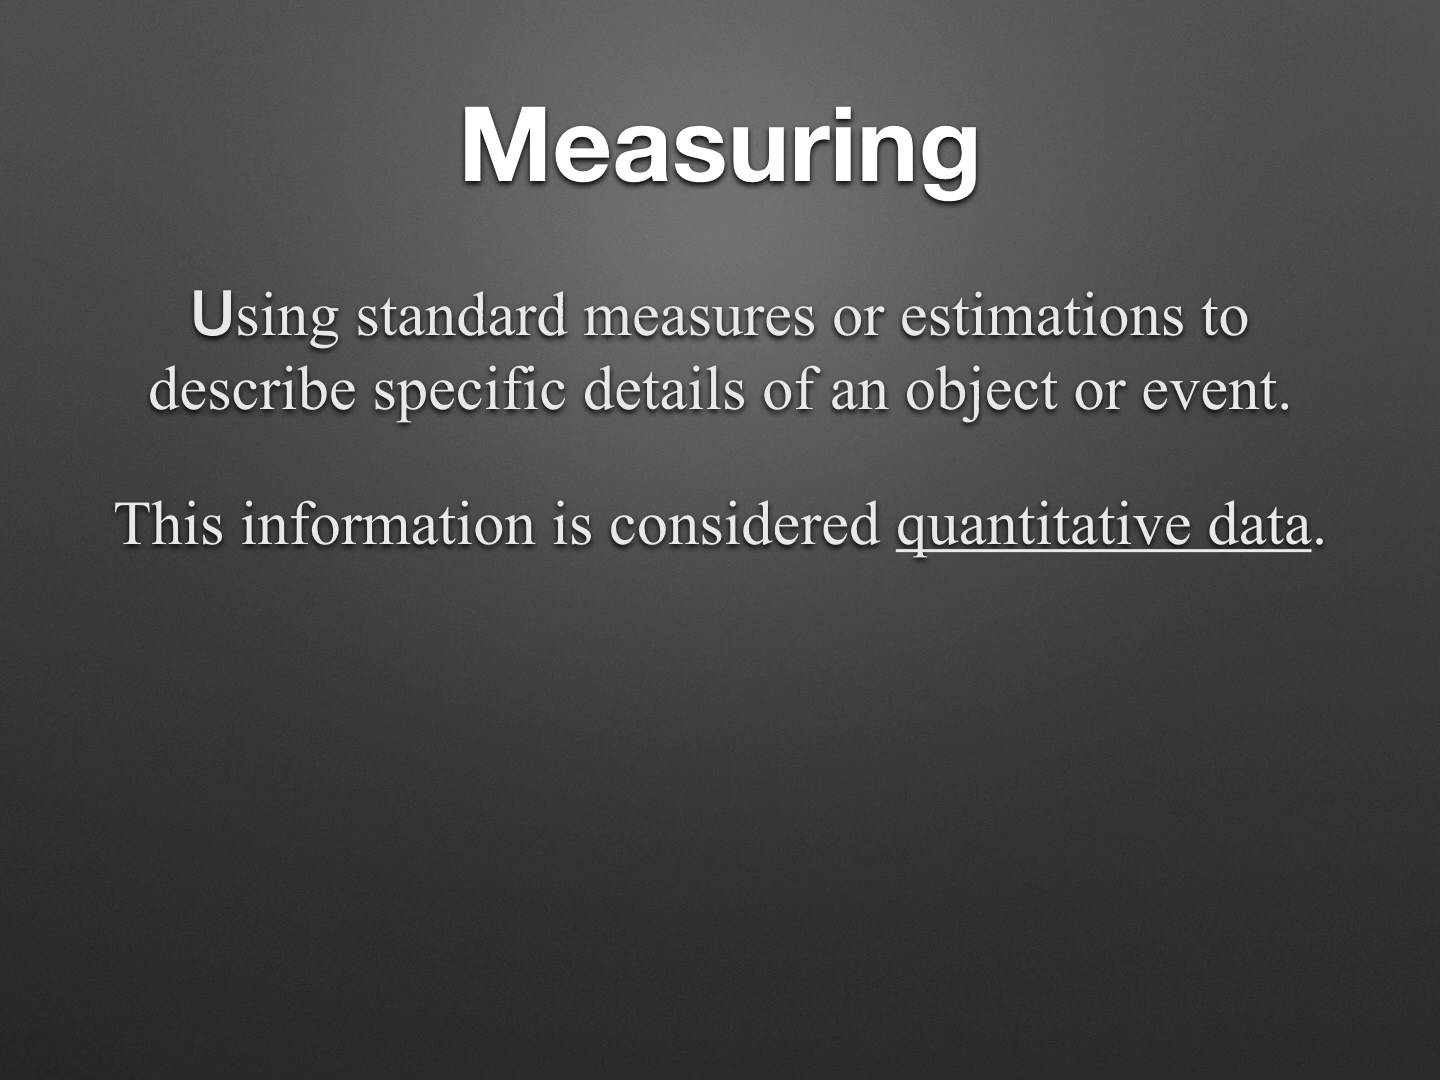 Measuring
Using standard measures or estimations to
describe specific details of an object or event.
This information is considered quantitative data.